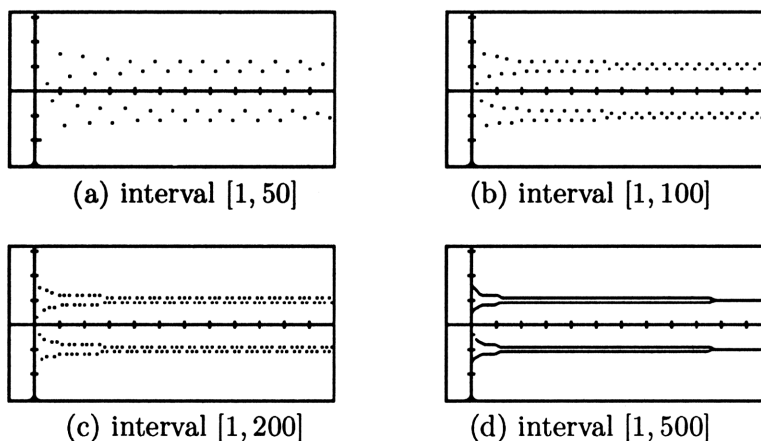 (a) interval [1, 50]
(b) interval [1, 100]
(c) interval [1, 200]
(d) interval [1, 500]